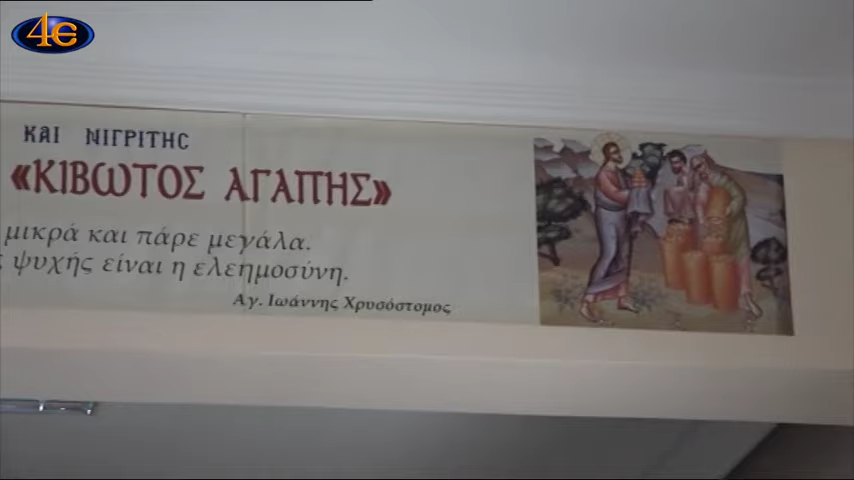 4E
ΚΑΙ ΝΙΓΡΙΤΗΣ
«ΚΙΒΩΤΟΣ ΑΓΑΠΗΣ»
μικρά και πάρε μεγάλα.
ς ψυχής είναι η ελεημοσύνη.
Αγ. Ιωάννης Χρυσόστομος